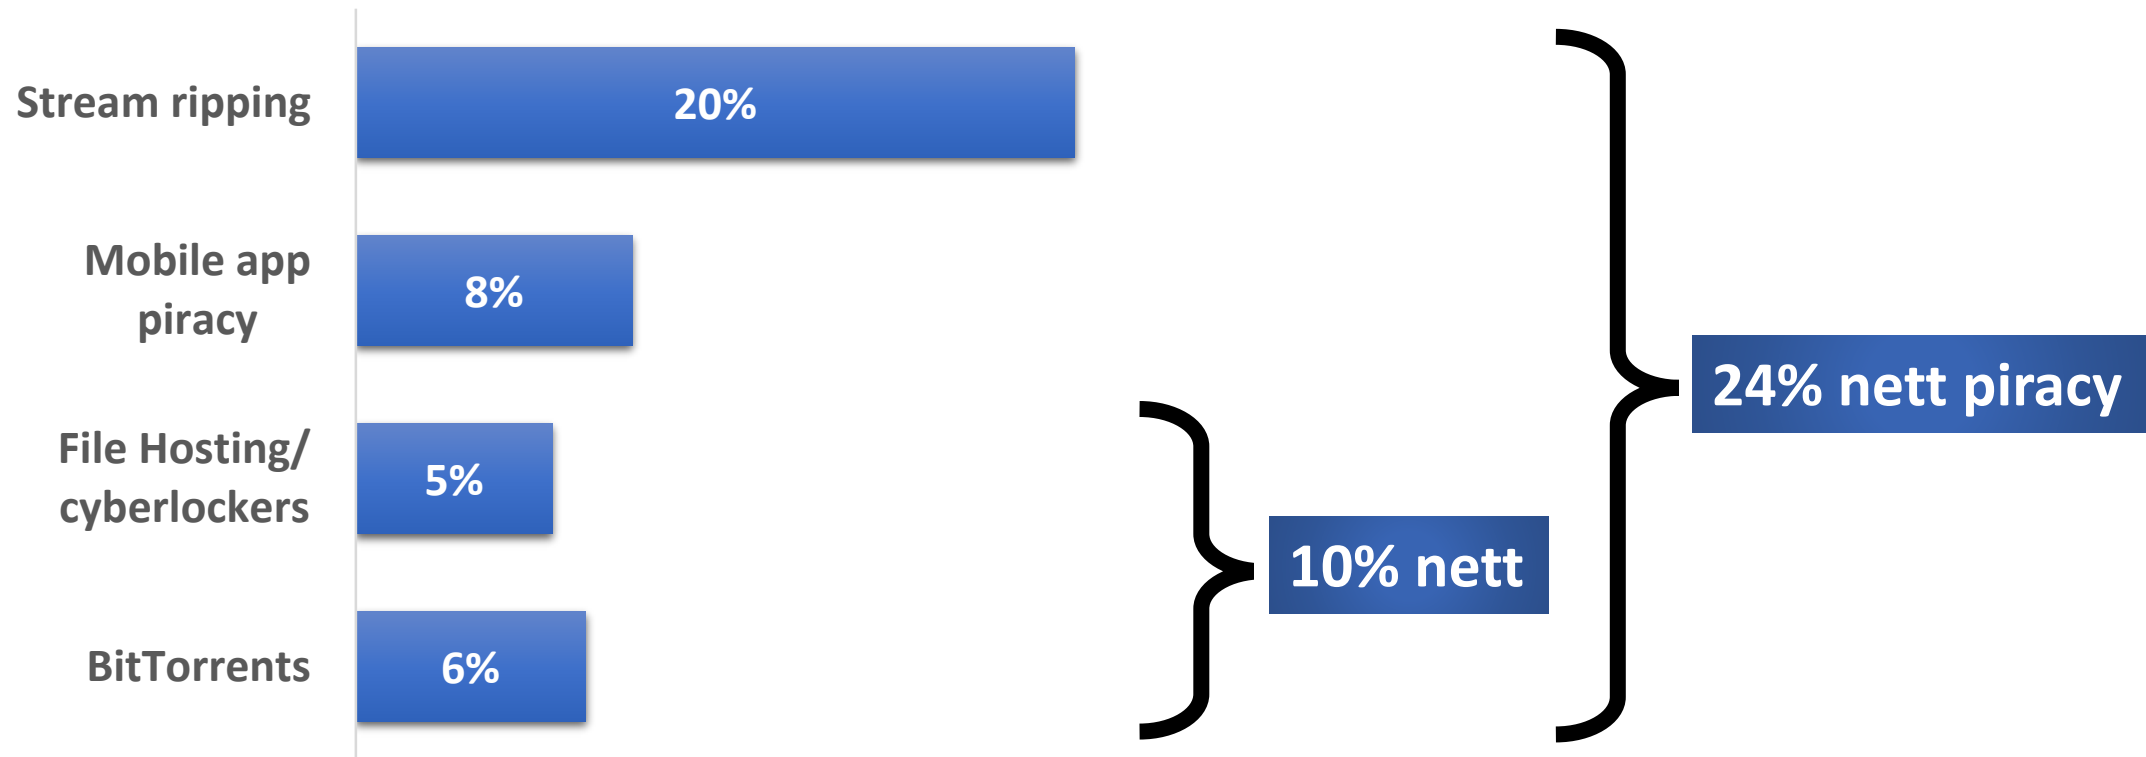 Stream ripping
20%
Mobile app
piracy
8%
File Hosting/
cyberlockers
5%
BitTorrents
6%
10% nett
24% nett piracy